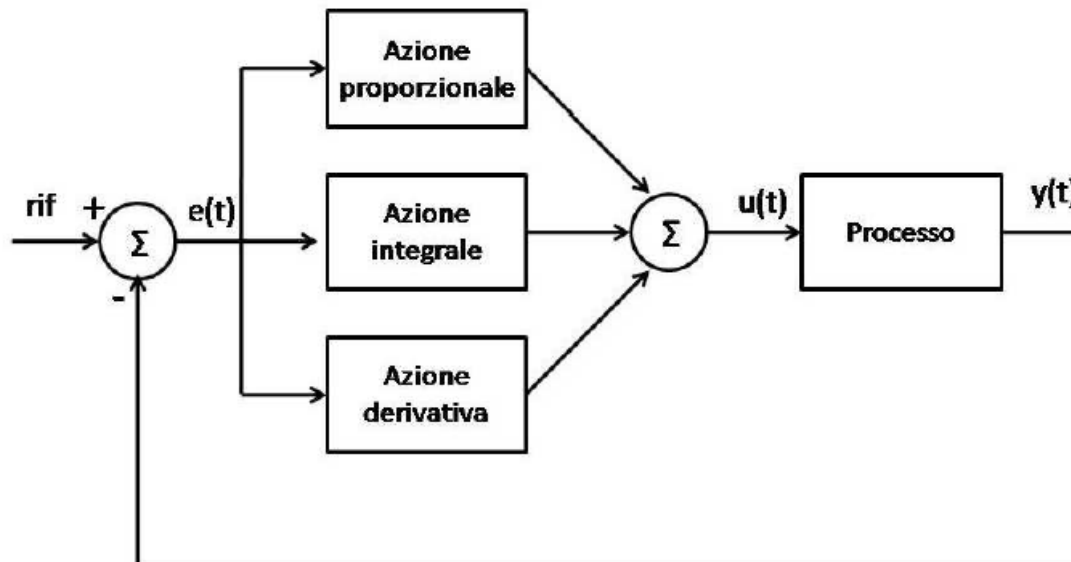 Azione
proporzionale
rif
+
Σ
-
e(t)
Azione
integrale
Σ
u(t)
Processo
y(t)
Azione
derivativa